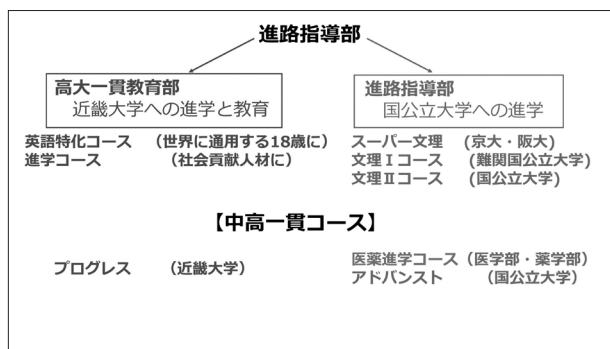 進路指導部
高大一貫教育部
近畿大学への進学と教育
英語特化コース （世界に通用する18歳に）
進学コース （社会貢献人材に）
進路指導部
国公立大学への進学
スーパー文理 (京大・阪大)
文理Ⅰコース (難関国公立大学)
文理Ⅱコース (国公立大学)
【中高一貫コース】
プログレス （近畿大学）
医薬進学コース（医学部・薬学部）
アドバンスト （国公立大学）